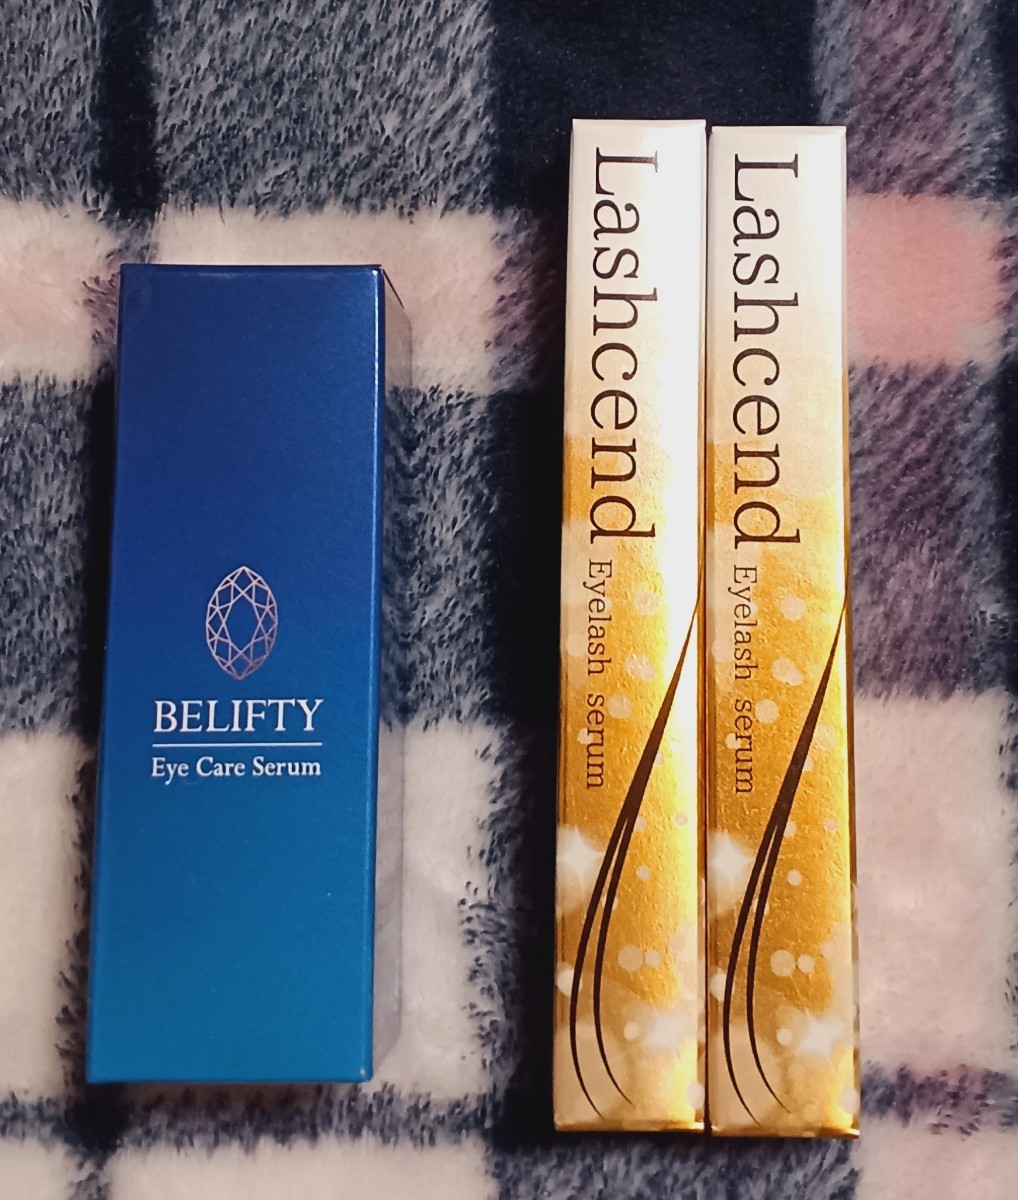 BELIFTY
Eye Care Serum
Lashcend Eyelash serum
Lashcend Eyelash serum